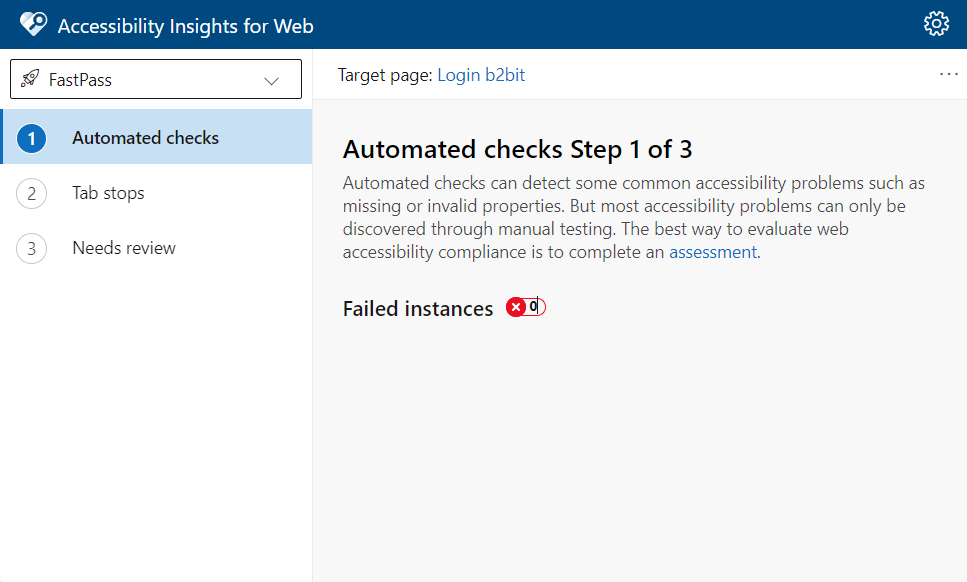 Accessibility Insights for Web
FastPass
Target page: Login b2bit
...
1 Automated checks
2 Tab stops
3 Needs review
Automated checks Step 1 of 3
Automated checks can detect some common accessibility problems such as
missing or invalid properties. But most accessibility problems can only be
discovered through manual testing. The best way to evaluate web
accessibility compliance is to complete an assessment.
Failed instances 0